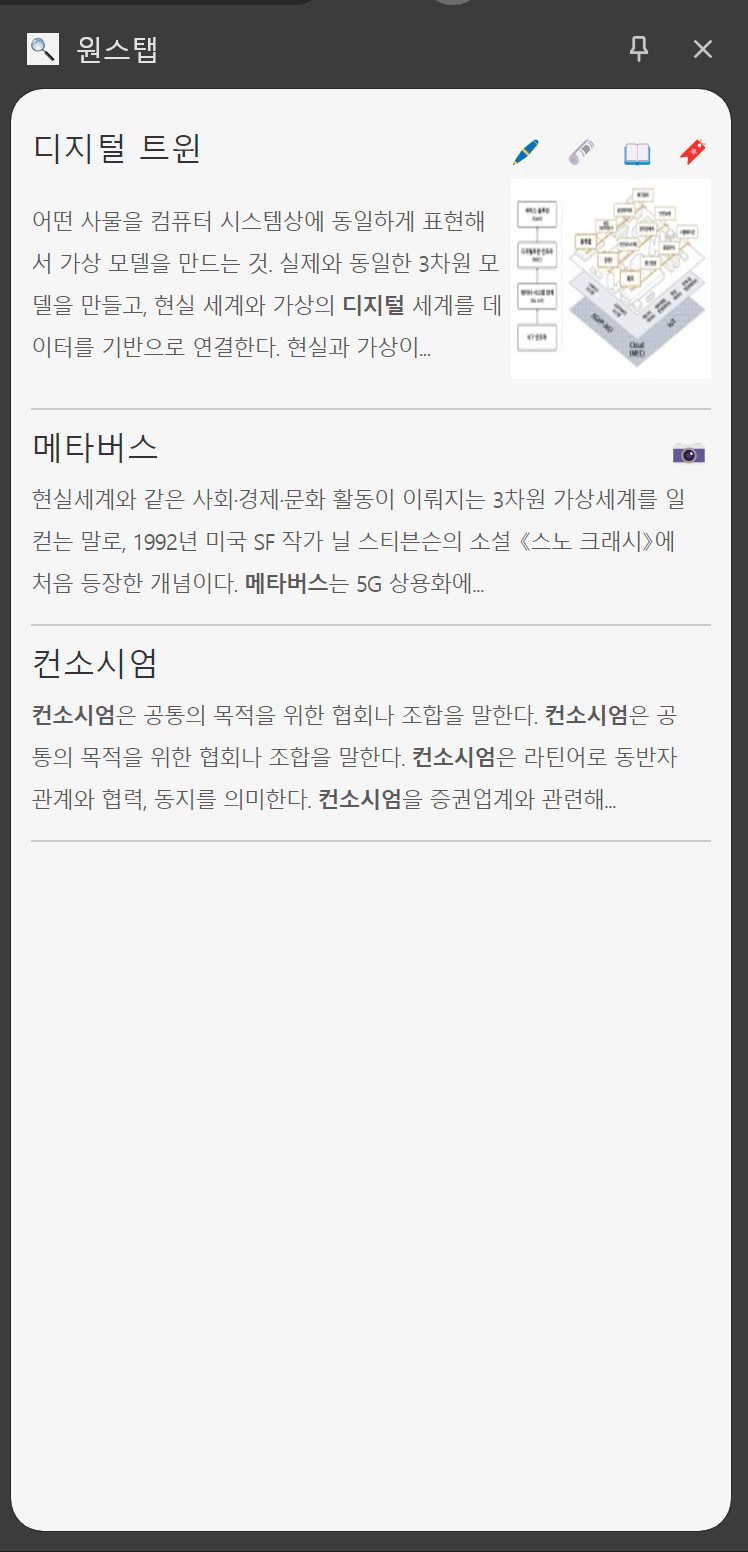 원스탭
디지털 트윈
어떤 사물을 컴퓨터 시스템상에 동일하게 표현해
서 가상 모델을 만드는 것. 실제와 동일한 3차원 모
델을 만들고, 현실 세계와 가상의 디지털 세계를 데
이터를 기반으로 연결한다. 현실과 가상이...
Cloud
(MEC)
IoT
메타버스
현실세계와 같은 사회·경제·문화 활동이 이뤄지는 3차원 가상세계를 일
컫는 말로, 1992년 미국 SF 작가 닐 스티븐슨의 소설 《스노 크래시》에
처음 등장한 개념이다. 메타버스는 5G 상용화에...
컨소시엄
컨소시엄은 공통의 목적을 위한 협회나 조합을 말한다. 컨소시엄은 공
통의 목적을 위한 협회나 조합을 말한다. 컨소시엄은 라틴어로 동반자
관계와 협력, 동지를 의미한다. 컨소시엄을 증권업계와 관련해...